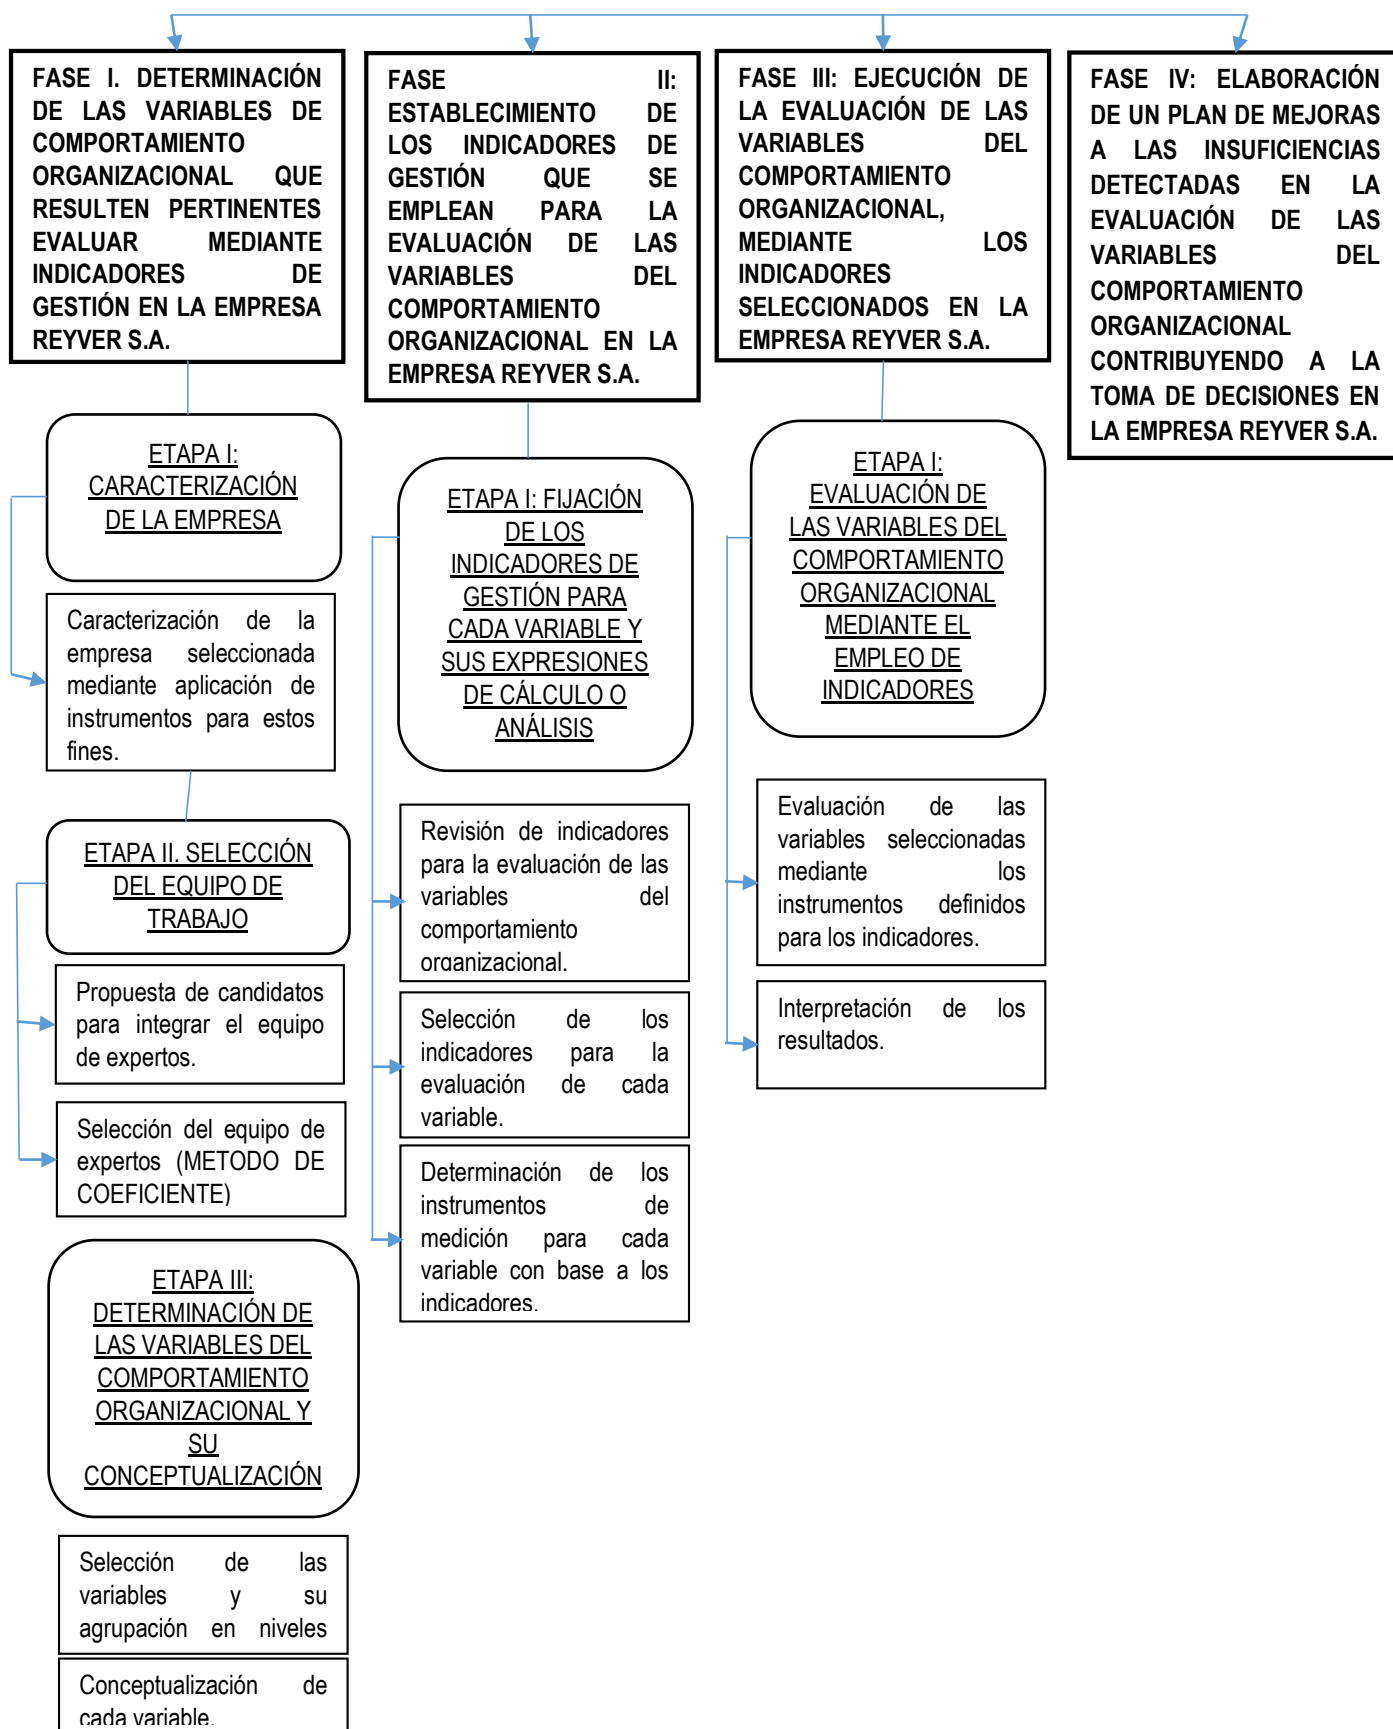 FASE I. DETERMINACIÓN
DE LAS VARIABLES DE
COMPORTAMIENTO
ORGANIZACIONAL QUE
RESULTEN PERTINENTES
EVALUAR MEDIANTE
INDICADORES DE
GESTIÓN EN LA EMPRESA
REYVER S.A.
ETAPA I:
CARACTERIZACIÓN
DE LA EMPRESA
Caracterización de la
empresa seleccionada
mediante aplicación de
instrumentos para estos
fines.
ETAPA II. SELECCIÓN
DEL EQUIPO DE
TRABAJO
Propuesta de candidatos
para integrar el equipo
de expertos.
Selección del equipo de
expertos (METODO DE
COEFICIENTE)
ETAPA III:
DETERMINACIÓN DE
LAS VARIABLES DEL
COMPORTAMIENTO
ORGANIZACIONAL Y
SU
CONCEPTUALIZACIÓN
Selección de las
variables y su
agrupación en niveles
Conceptualización de
cada variable.
FASE II:
ESTABLECIMIENTO DE
LOS INDICADORES DE
GESTIÓN QUE SE
EMPLEAN PARA LA
EVALUACIÓN DE LAS
VARIABLES DEL
COMPORTAMIENTO
ORGANIZACIONAL EN LA
EMPRESA REYVER S.A.
ETAPA I: FIJACIÓN
DE LOS
INDICADORES DE
GESTIÓN PARA
CADA VARIABLE Y
SUS EXPRESIONES
DE CÁLCULO O
ANÁLISIS
Revisión de indicadores
para la evaluación de las
variables del
comportamiento
organizacional.
Selección de los
indicadores para la
evaluación de cada
variable.
Determinación de los
instrumentos de
medición para cada
variable con base a los
indicadores.
FASE III: EJECUCIÓN DE
LA EVALUACIÓN DE LAS
VARIABLES DEL
COMPORTAMIENTO
ORGANIZACIONAL,
MEDIANTE LOS
INDICADORES
SELECCIONADOS EN LA
EMPRESA REYVER S.A.
ETAPA I:
EVALUACIÓN DE
LAS VARIABLES DEL
COMPORTAMIENTO
ORGANIZACIONAL
MEDIANTE EL
EMPLEO DE
INDICADORES
Evaluación de las
variables seleccionadas
mediante los
instrumentos definidos
para los indicadores.
Interpretación de los
resultados.
FASE IV: ELABORACIÓN
DE UN PLAN DE MEJORAS
A LAS INSUFICIENCIAS
DETECTADAS EN LA
EVALUACIÓN DE LAS
VARIABLES DEL
COMPORTAMIENTO
ORGANIZACIONAL
CONTRIBUYENDO A LA
TOMA DE DECISIONES EN
LA EMPRESA REYVER S.A.